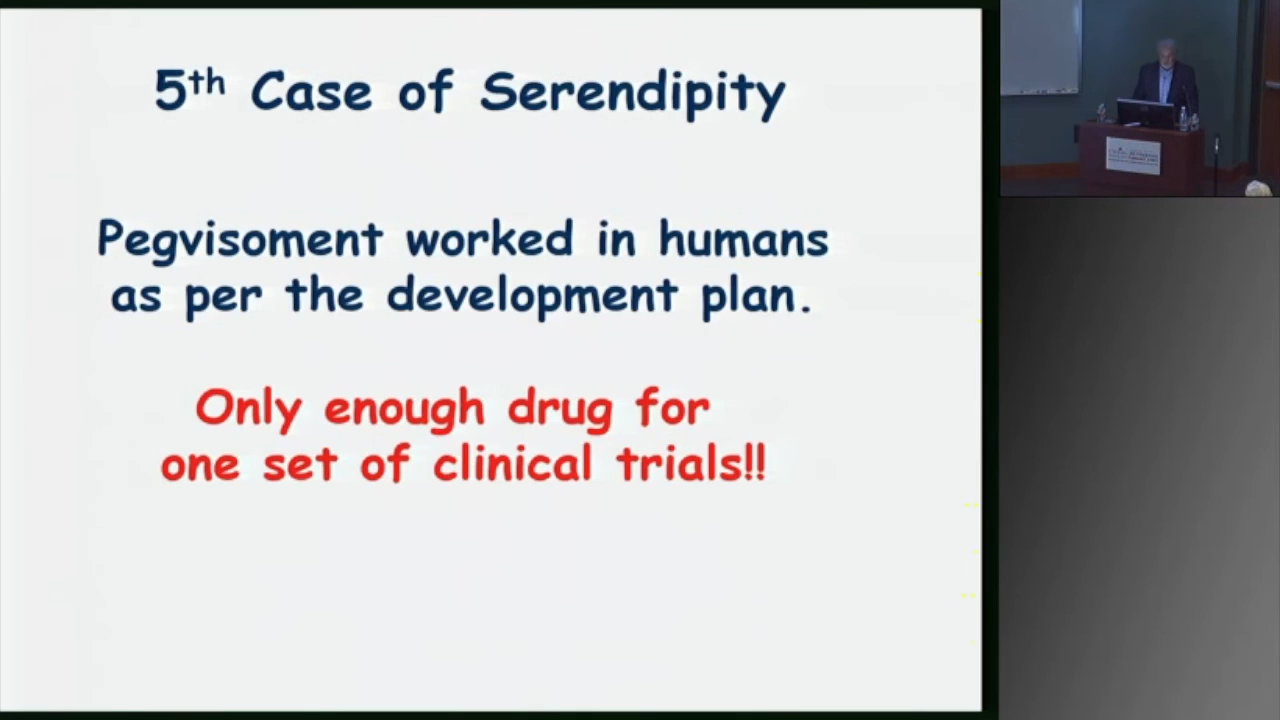 5th Case of Serendipity
Pegvisoment worked in humans
as per the development plan.
Only enough drug for
one set of clinical trials!!